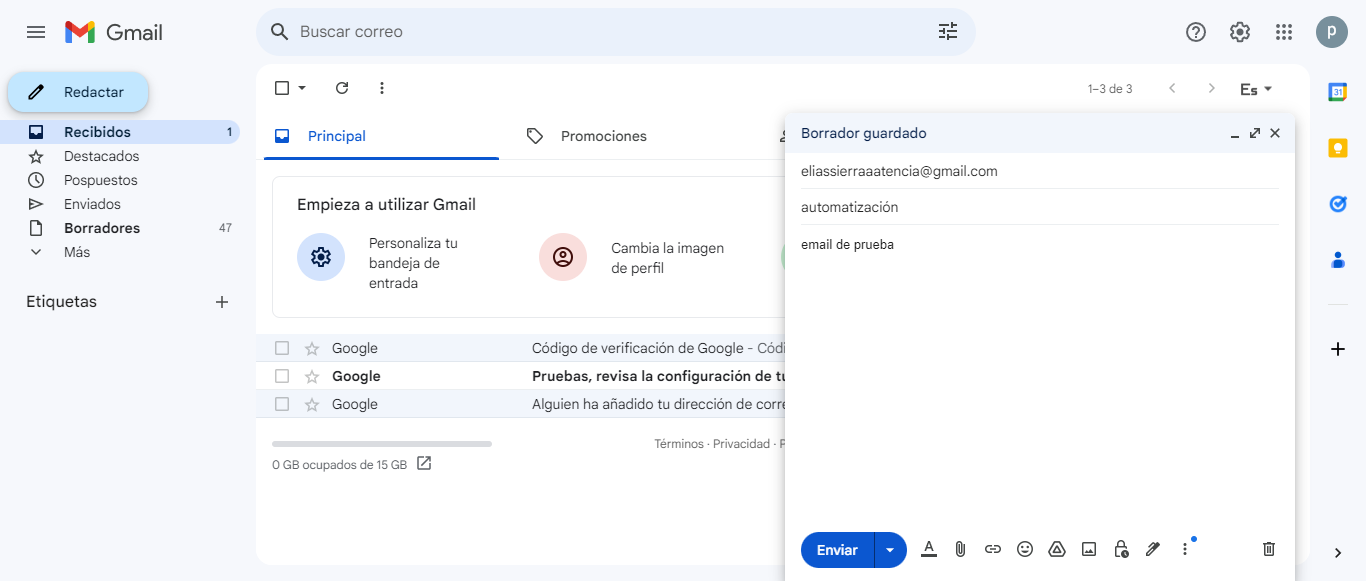 Gmail
Buscar correo
P
Redactar
1–3 de 3
Es
31
Recibidos 1
Principal
Promociones
Borrador guardado
Destacados
Pospuestos
Enviados
Borradores 47
Más
Etiquetas
eliassierraaatencia@gmail.com
automatización
email de prueba
Empieza a utilizar Gmail
Personaliza tu
bandeja de
entrada
Cambia la imagen
de perfil
Google Código de verificación de Google - Códi
Google Pruebas, revisa la configuración de tu
Google Alguien ha añadido tu dirección de corre
Términos · Privacidad · P
0 GB ocupados de 15 GB
Enviar